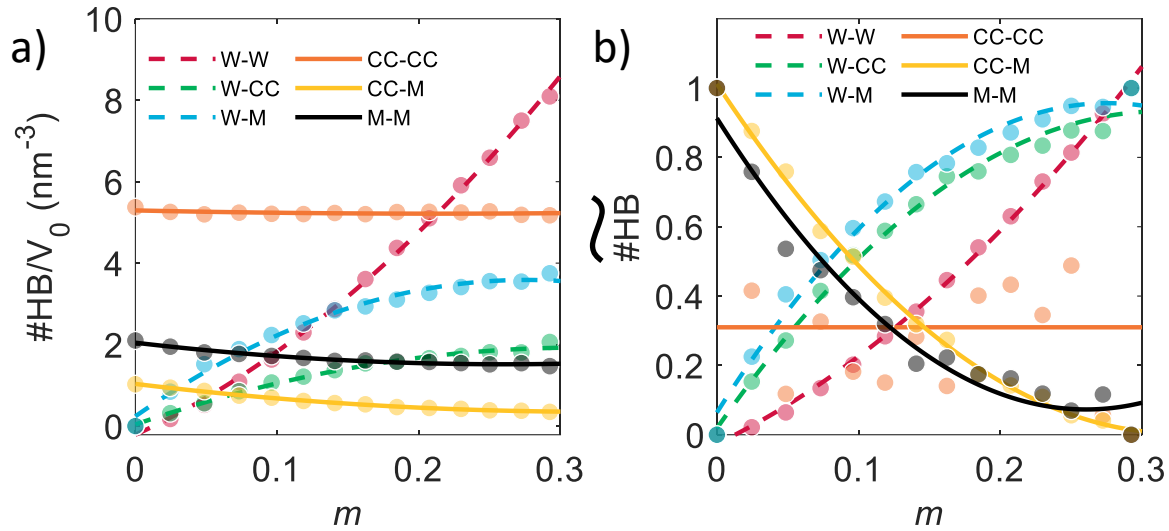 a)
#HB/V0 (nm-3)
10
8
6
4
2
0
W-W CC-CC
W-CC CC-M
W-M M-M
0 0.1 0.2 0.3
m
b)
#HB
1
0.8
0.6
0.4
0.2
0
W-W CC-CC
W-CC CC-M
W-M M-M
0 0.1 0.2 0.3
m